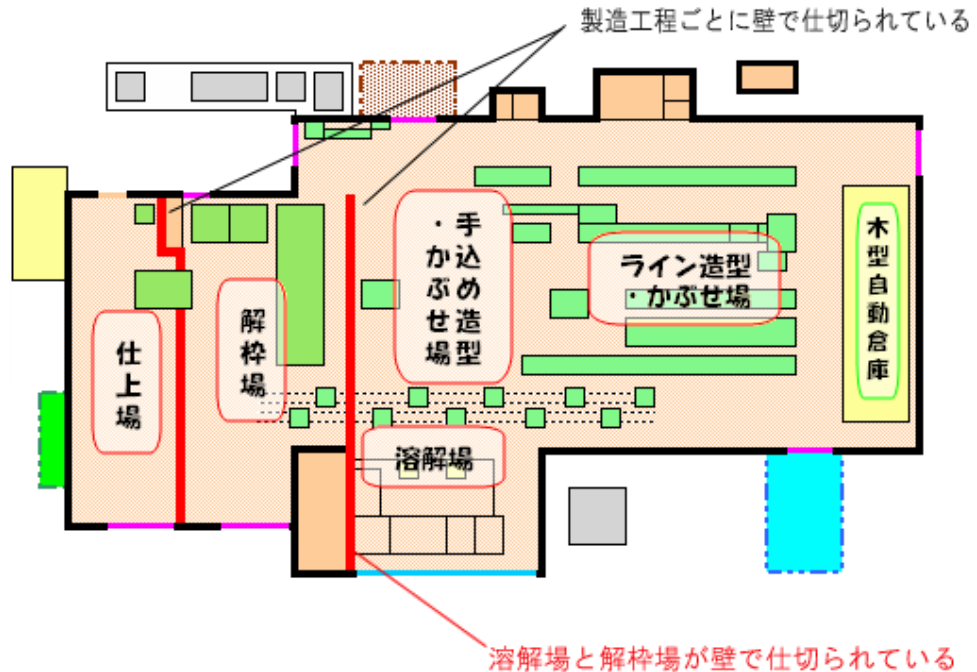 製造工程ごとに壁で仕切られている
手込め造型
・かぶせ場
ライン造型
・かぶせ場
木型自動倉庫
解枠場
仕上場
溶解場
溶解場と解枠場が壁で仕切られている